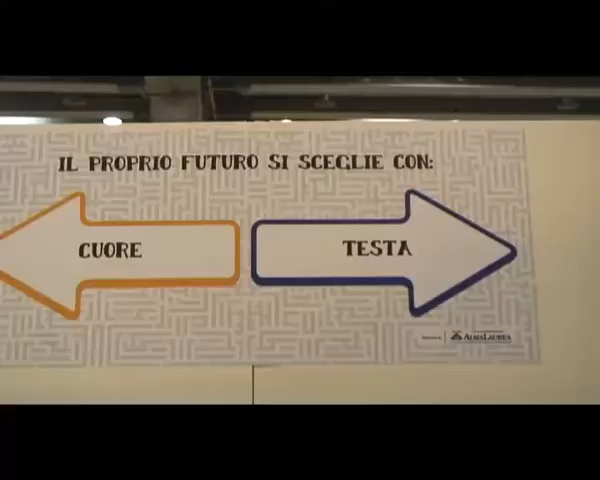 IL PROPRIO FUTURO SI SCEGLIE CON:
CUORE
TESTA
ALMALAUREA